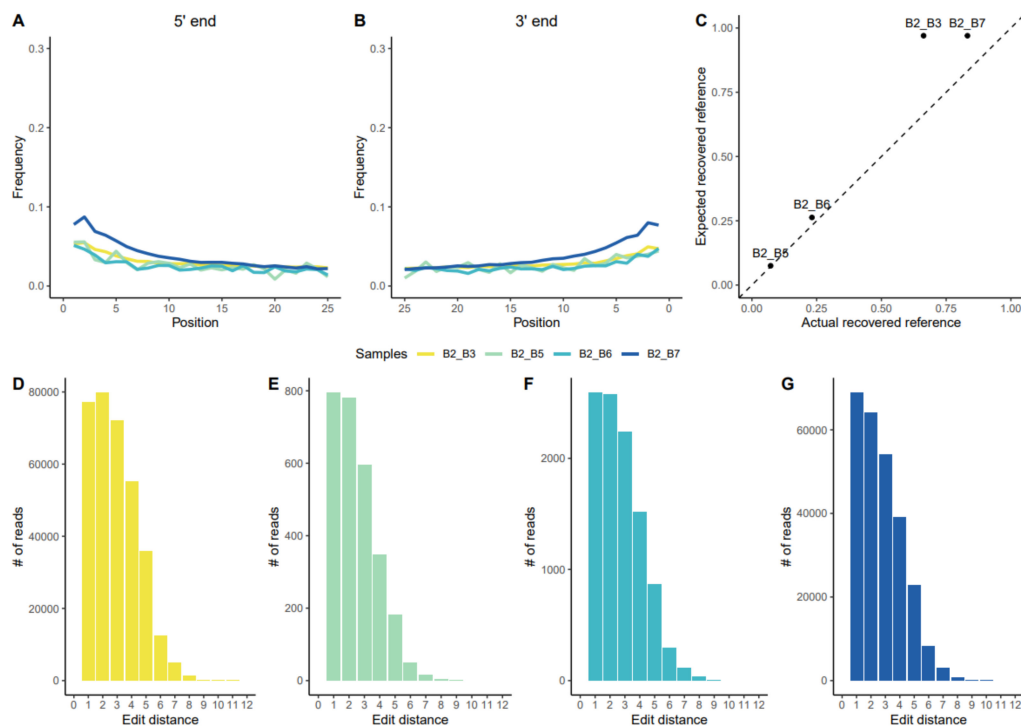 A 5' end
0.3
0.2
0.1
0.0
Frequency
0 5 10 15 20 25
Position
B 3' end
0.3
0.2
0.1
0.0
Frequency
25 20 15 10 5 0
Position
C
1.00
0.75
0.50
0.25
0.00
Expected recovered reference
B2_B3 B2_B7
B2_B6
B2_B5
0.00 0.25 0.50 0.75 1.00
Actual recovered reference
Samples B2_B3 B2_B5 B2_B6 B2_B7
D
80000
60000
40000
20000
0
# of reads
0 1 2 3 4 5 6 7 8 9 10 11 12
Edit distance
E
800
600
400
200
0
# of reads
0 1 2 3 4 5 6 7 8 9 10 11 12
Edit distance
F
2000
1000
0
# of reads
0 1 2 3 4 5 6 7 8 9 10 11 12
Edit distance
G
60000
40000
20000
0
# of reads
0 1 2 3 4 5 6 7 8 9 10 11 12
Edit distance